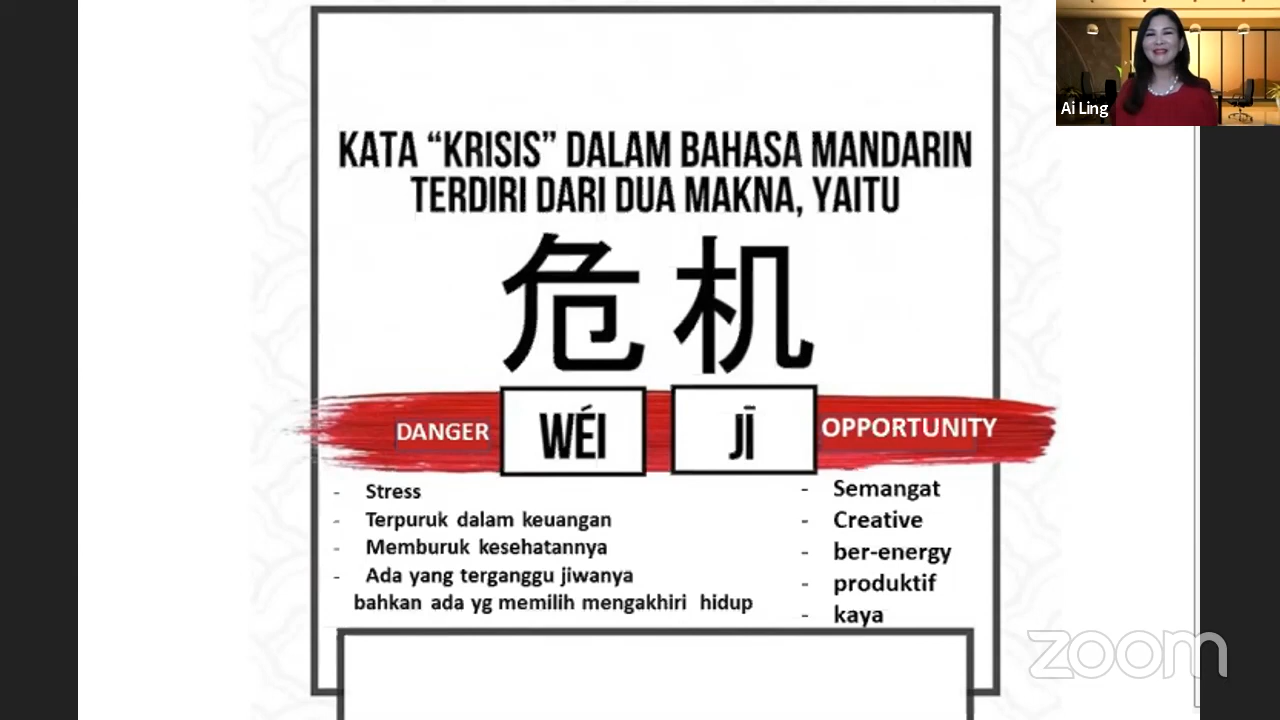 Ai Ling
KATA “KRISIS” DALAM BAHASA MANDARIN
TERDIRI DARI DUA MAKNA, YAITU
危机
DANGER
WÉI
JĪ
OPPORTUNITY
- Stress
- Terpuruk dalam keuangan
- Memburuk kesehatannya
- Ada yang terganggu jiwanya
bahkan ada yg memilih mengakhiri hidup
- Semangat
- Creative
- ber-energy
- produktif
- kaya
zoom